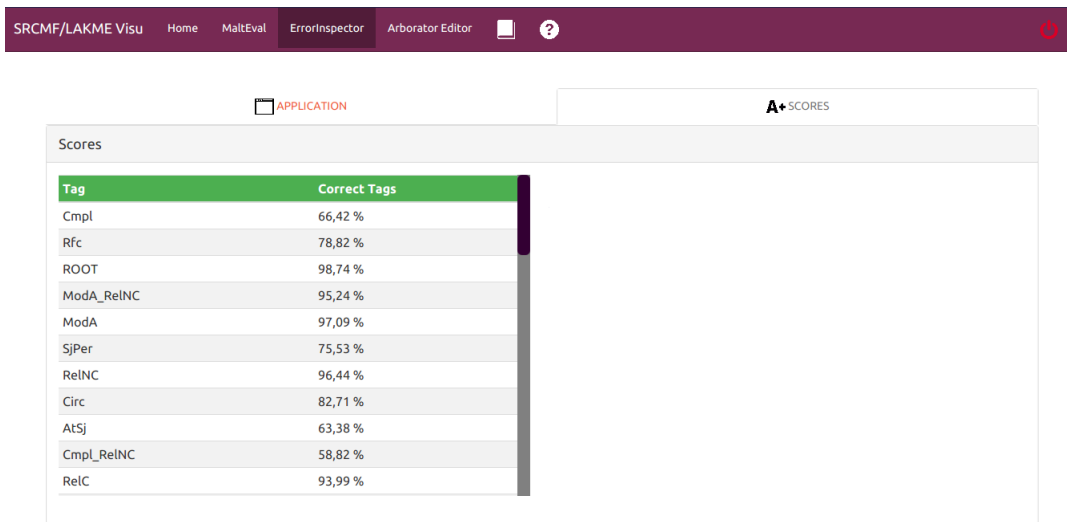 SRCMF/LAKME Visu Home MaltEval ErrorInspector Arborator Editor ?
APPLICATION A+ SCORES
Scores
Tag Correct Tags
Cmpl 66,42 %
Rfc 78,82 %
ROOT 98,74 %
ModA_RelNC 95,24 %
ModA 97,09 %
SjPer 75,53 %
RelNC 96,44 %
Circ 82,71 %
AtSj 63,38 %
Cmpl_RelNC 58,82 %
RelC 93,99 %